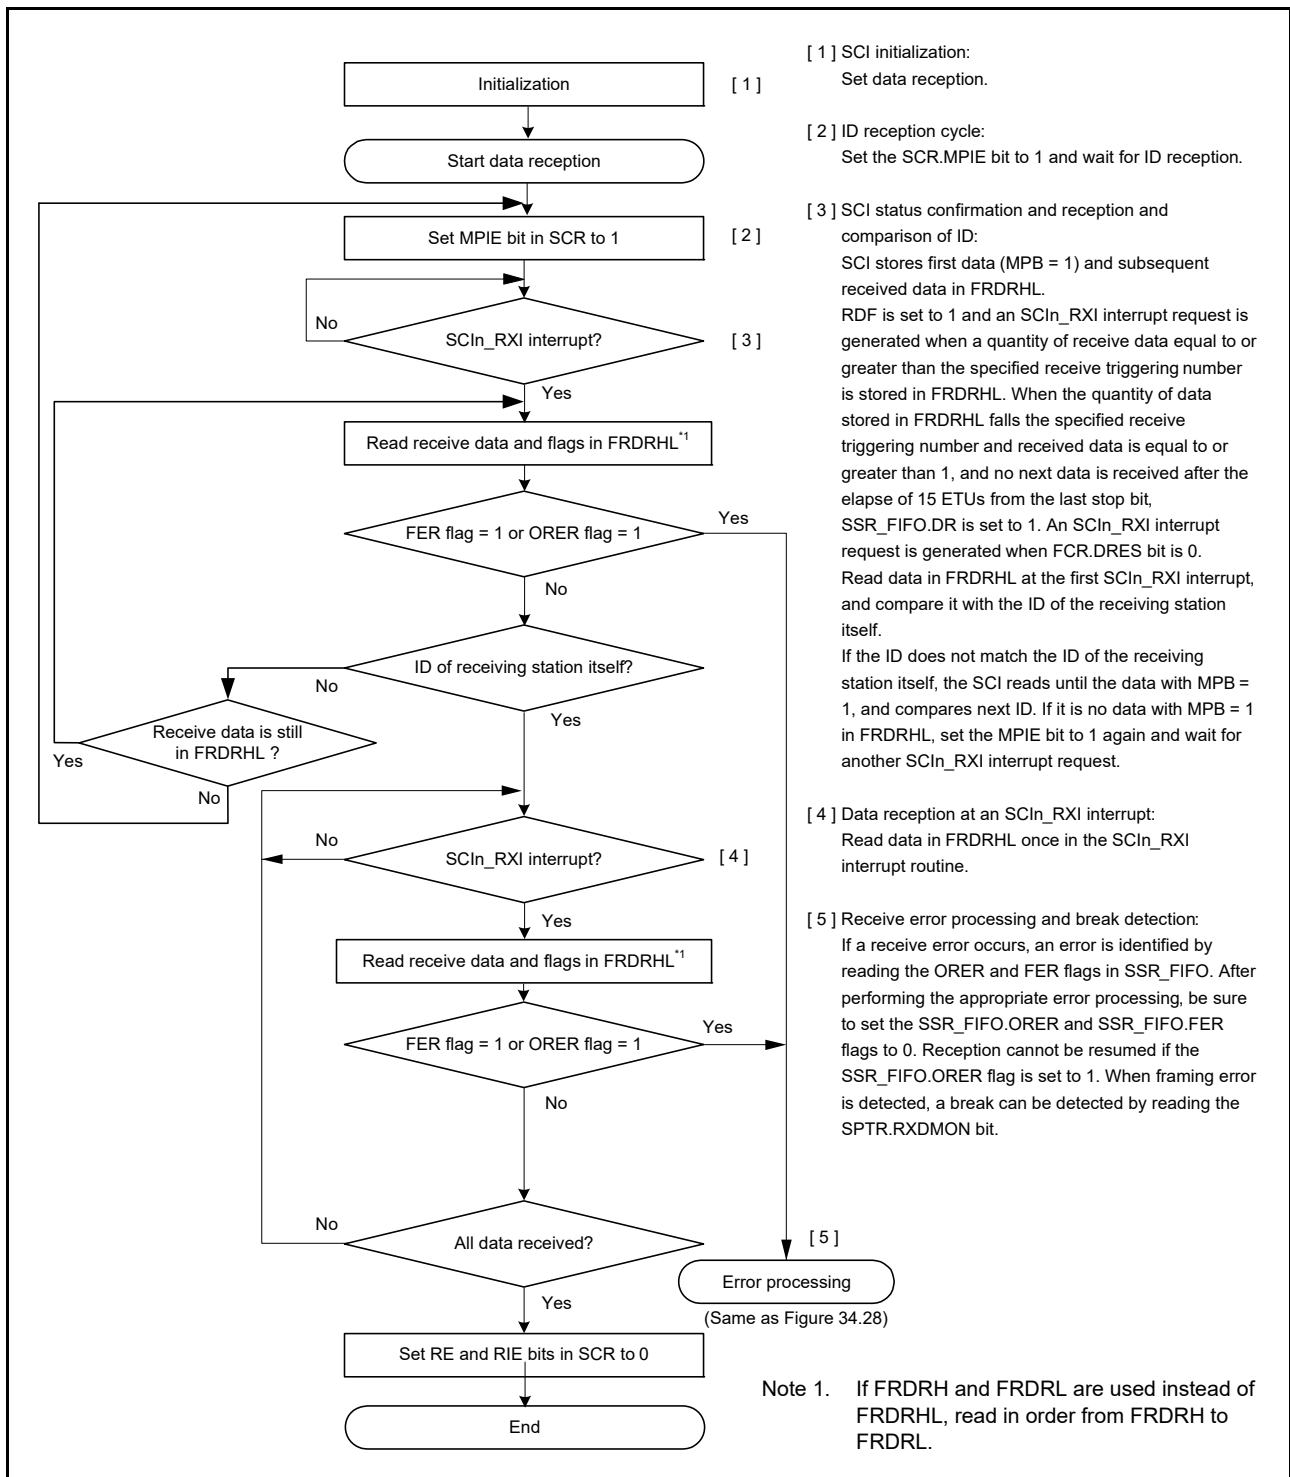 Initialization
[ 1 ]
Start data reception
Set MPIE bit in SCR to 1
[ 2 ]
No
SCIn_RXI interrupt?
[ 3 ]
Yes
Read receive data and flags in FRDRHL*1
FER flag = 1 or ORER flag = 1
Yes
No
ID of receiving station itself?
No
Yes
Receive data is still
in FRDRHL ?
Yes
No
No
SCIn_RXI interrupt?
[ 4 ]
Yes
Read receive data and flags in FRDRHL*1
FER flag = 1 or ORER flag = 1
Yes
No
No
All data received?
[ 5 ]
Error processing
(Same as Figure 34.28)
Yes
Set RE and RIE bits in SCR to 0
End
[ 1 ] SCI initialization:
Set data reception.
[ 2 ] ID reception cycle:
Set the SCR.MPIE bit to 1 and wait for ID reception.
[ 3 ] SCI status confirmation and reception and
comparison of ID:
SCI stores first data (MPB = 1) and subsequent
received data in FRDRHL.
RDF is set to 1 and an SCIn_RXI interrupt request is
generated when a quantity of receive data equal to or
greater than the specified receive triggering number
is stored in FRDRHL. When the quantity of data
stored in FRDRHL falls the specified receive
triggering number and received data is equal to or
greater than 1, and no next data is received after the
elapse of 15 ETUs from the last stop bit,
SSR_FIFO.DR is set to 1. An SCIn_RXI interrupt
request is generated when FCR.DRES bit is 0.
Read data in FRDRHL at the first SCIn_RXI interrupt,
and compare it with the ID of the receiving station
itself.
If the ID does not match the ID of the receiving
station itself, the SCI reads until the data with MPB =
1, and compares next ID. If it is no data with MPB = 1
in FRDRHL, set the MPIE bit to 1 again and wait for
another SCIn_RXI interrupt request.
[ 4 ] Data reception at an SCIn_RXI interrupt:
Read data in FRDRHL once in the SCIn_RXI
interrupt routine.
[ 5 ] Receive error processing and break detection:
If a receive error occurs, an error is identified by
reading the ORER and FER flags in SSR_FIFO. After
performing the appropriate error processing, be sure
to set the SSR_FIFO.ORER and SSR_FIFO.FER
flags to 0. Reception cannot be resumed if the
SSR_FIFO.ORER flag is set to 1. When framing error
is detected, a break can be detected by reading the
SPTR.RXDMON bit.
Note 1. If FRDRH and FRDRL are used instead of
FRDRHL, read in order from FRDRH to
FRDRL.